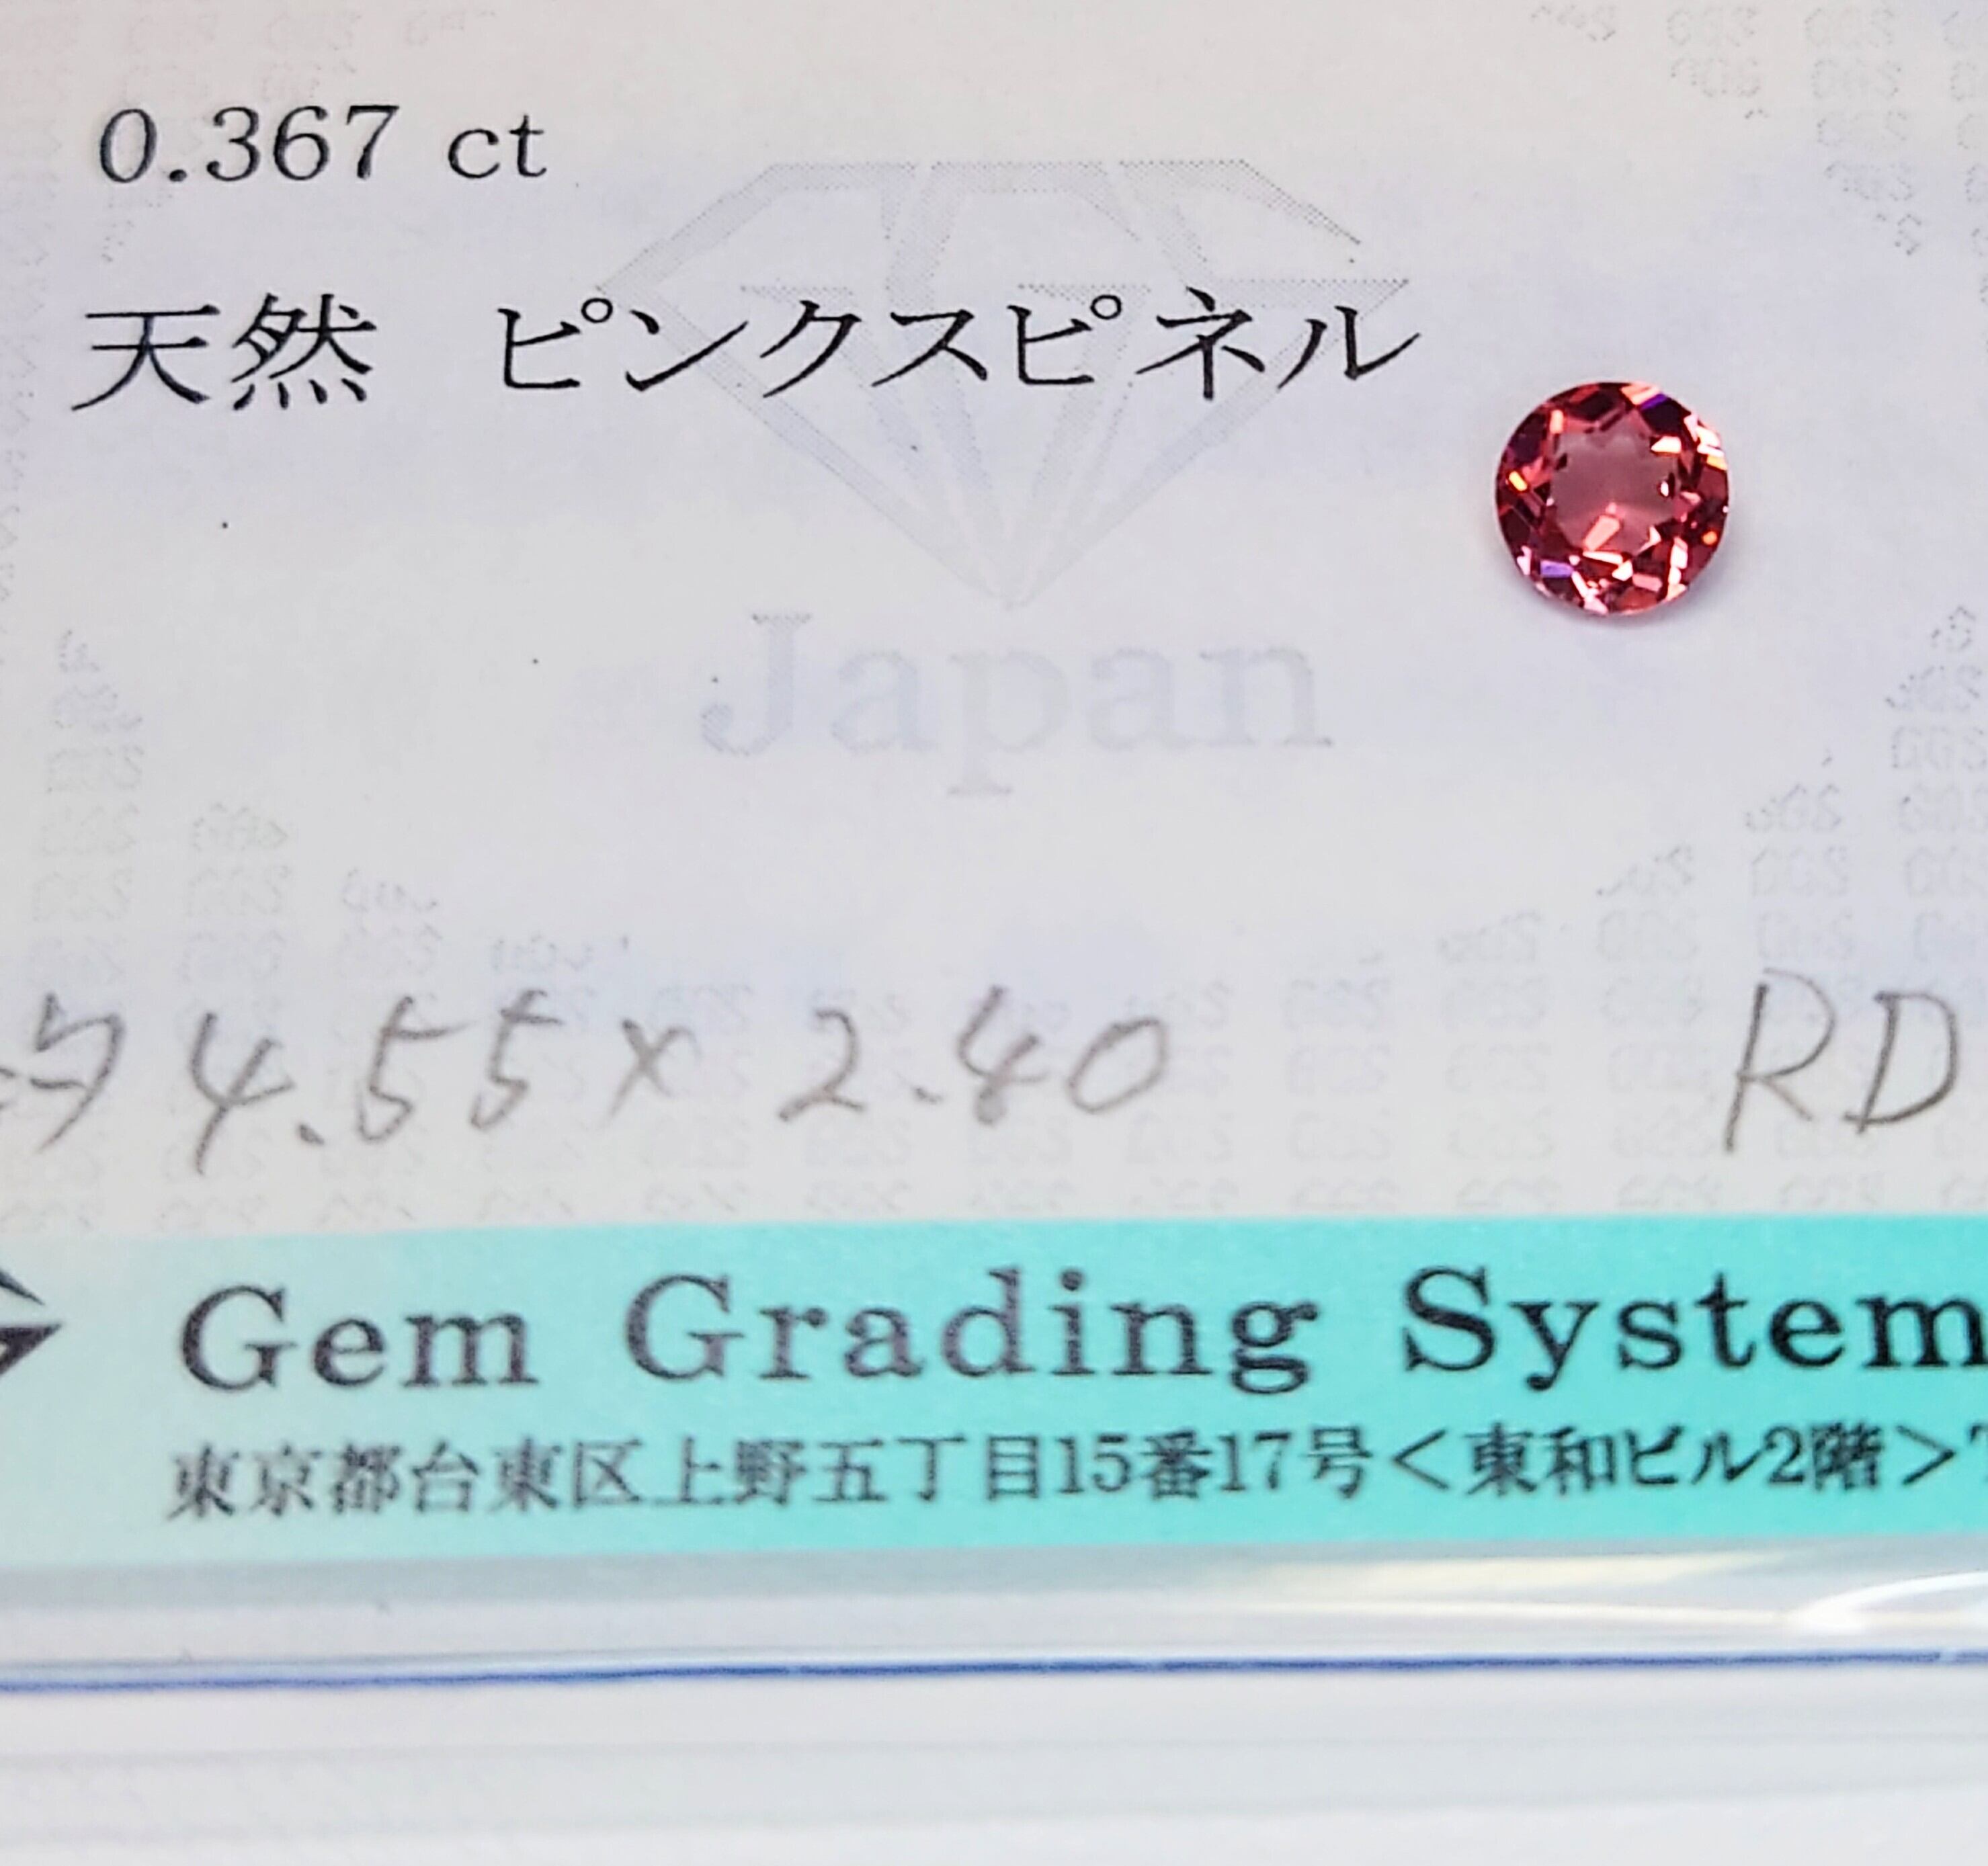 0.367 ct
天然 ピンクスピネル
Japan
約 4.55 x 2.40 RD
Gem Grading System
東京都台東区上野五丁目15番17号<東和ビル2階>